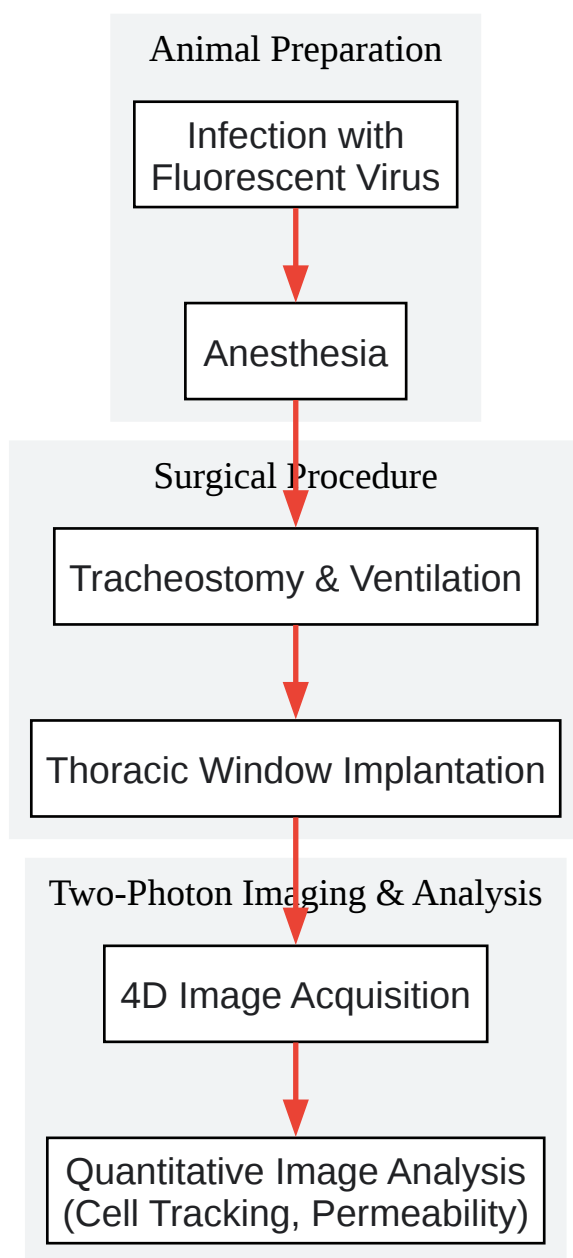 Animal Preparation
Infection with
Fluorescent Virus
Anesthesia
Surgical Procedure
Tracheostomy & Ventilation
Thoracic Window Implantation
Two-Photon Imaging & Analysis
4D Image Acquisition
Quantitative Image Analysis
(Cell Tracking, Permeability)